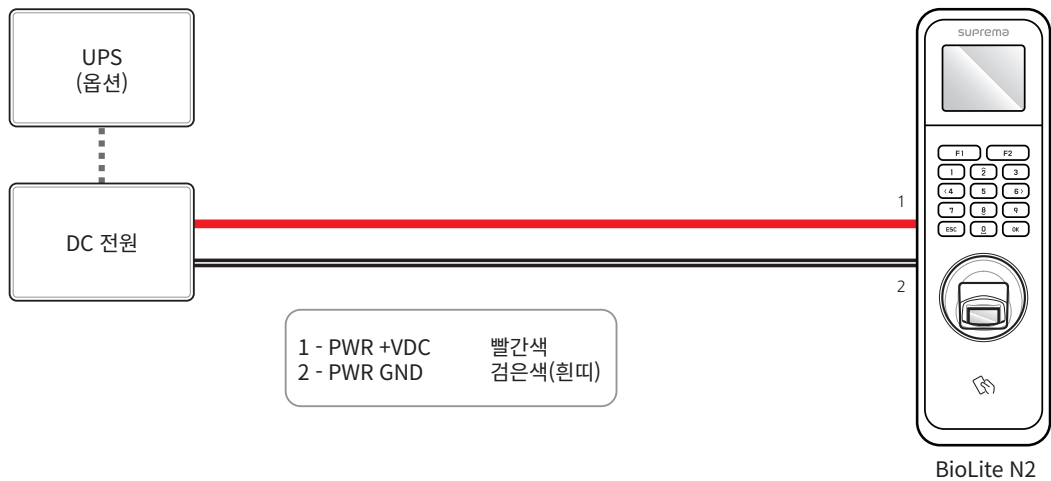 UPS
(옵션)
DC 전원
1
2
1 - PWR +VDC 빨간색
2 - PWR GND 검은색(흰띠)
suprema
F1 F2
1 2 3
<4 5 6>
7 8 9
ESC 0 OK
BioLite N2